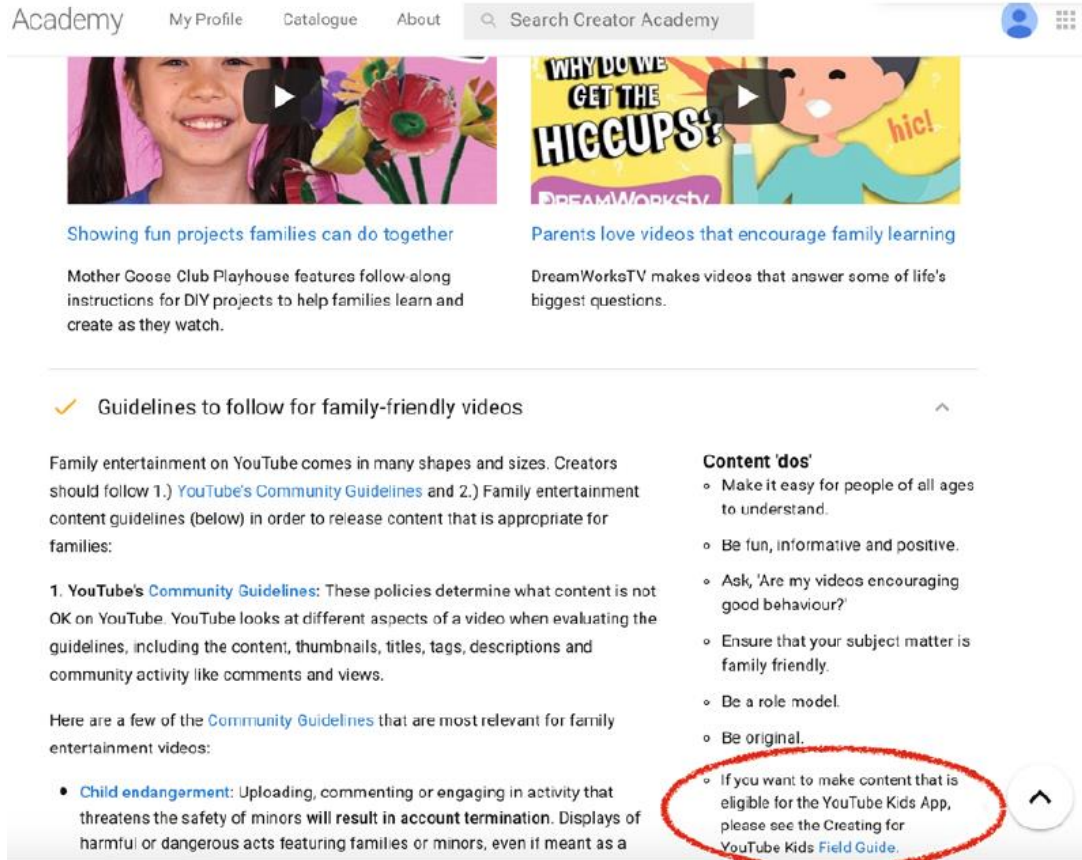 Academy My Profile Catalogue About Search Creator Academy
WHY DO WE
GET THE
HICCUPS?
hic!
DREAMWORKStv
Showing fun projects families can do together
Mother Goose Club Playhouse features follow-along
instructions for DIY projects to help families learn and
create as they watch.
Parents love videos that encourage family learning
DreamWorksTV makes videos that answer some of life's
biggest questions.
Guidelines to follow for family-friendly videos
Family entertainment on YouTube comes in many shapes and sizes. Creators
should follow 1.) YouTube's Community Guidelines and 2.) Family entertainment
content guidelines (below) in order to release content that is appropriate for
families:
1. YouTube's Community Guidelines: These policies determine what content is not
OK on YouTube. YouTube looks at different aspects of a video when evaluating the
guidelines, including the content, thumbnails, titles, tags, descriptions and
community activity like comments and views.
Here are a few of the Community Guidelines that are most relevant for family
entertainment videos:
• Child endangerment: Uploading, commenting or engaging in activity that
threatens the safety of minors will result in account termination. Displays of
harmful or dangerous acts featuring families or minors, even if meant as a
Content 'dos'
◦ Make it easy for people of all ages
to understand.
◦ Be fun, informative and positive.
◦ Ask, 'Are my videos encouraging
good behaviour?'
◦ Ensure that your subject matter is
family friendly.
◦ Be a role model.
◦ Be original.
◦ If you want to make content that is
eligible for the YouTube Kids App,
please see the Creating for
YouTube Kids Field Guide.